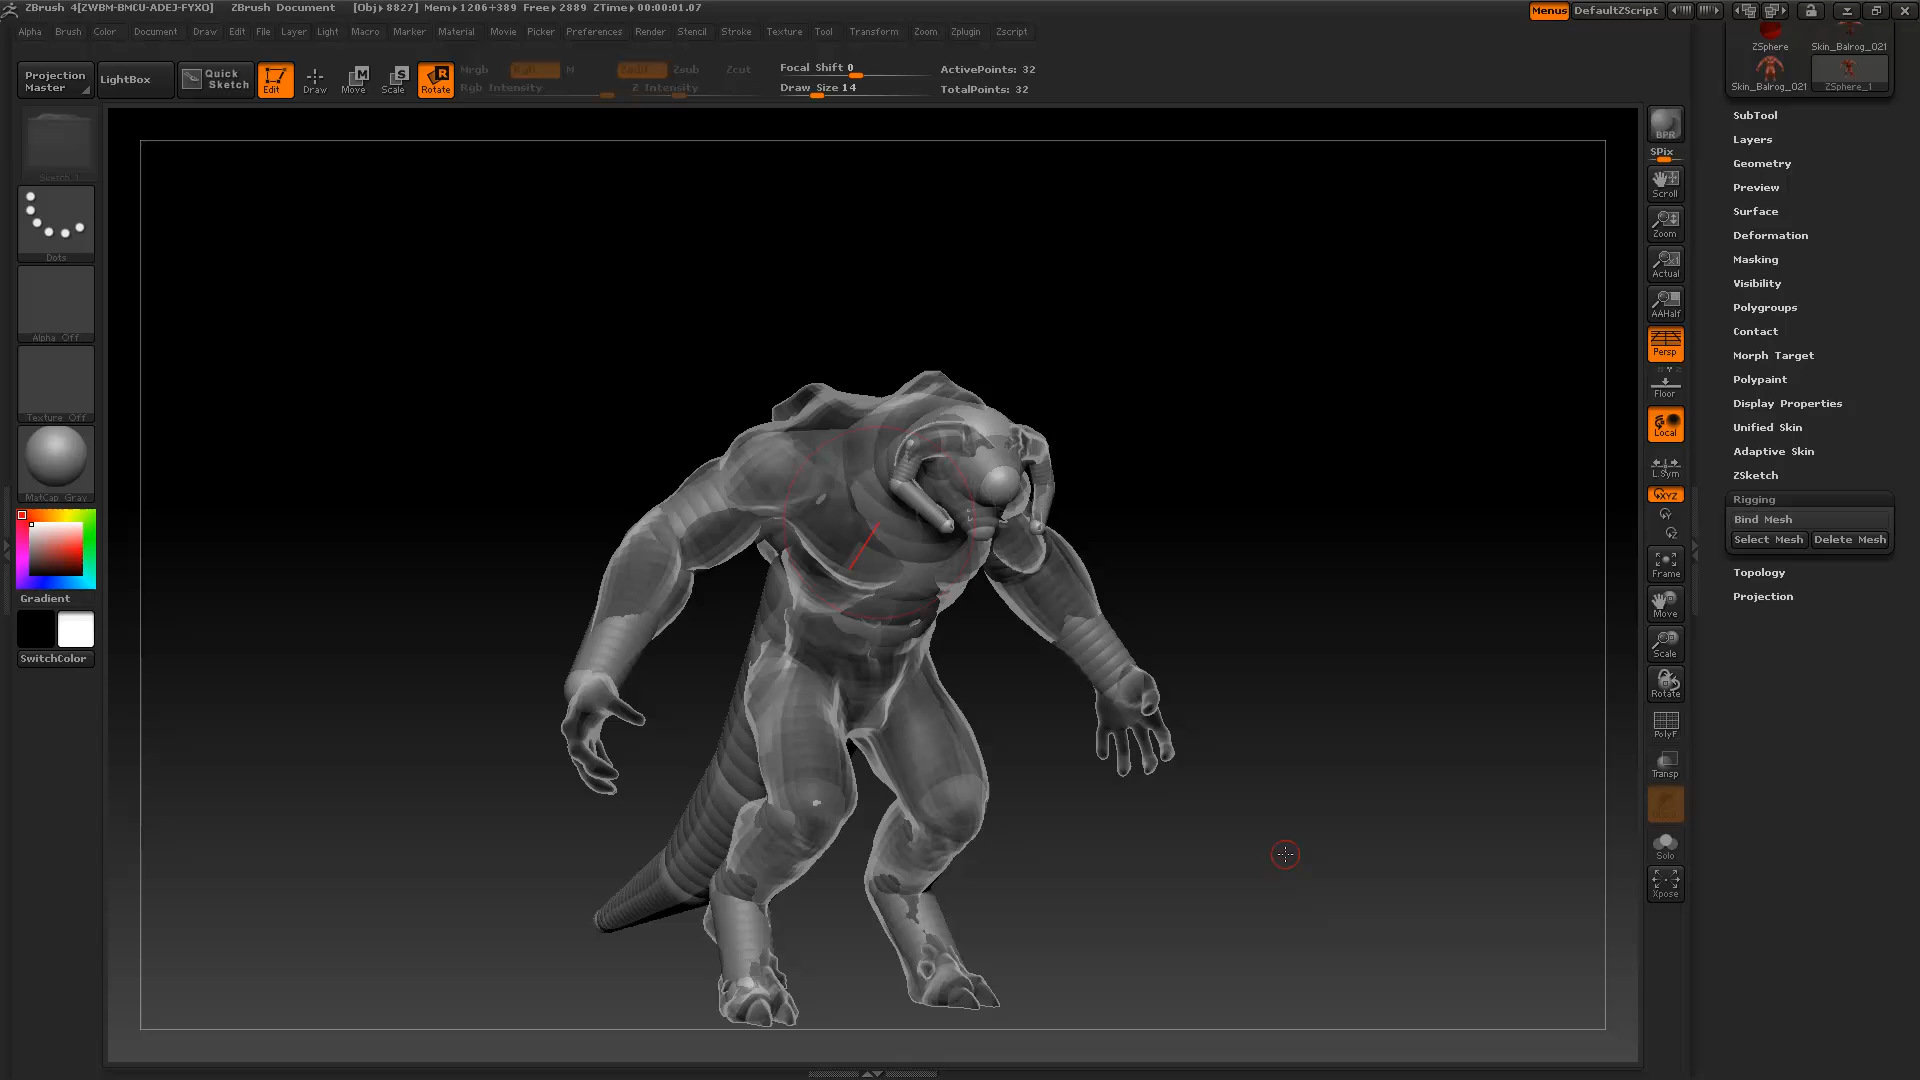 ZBrush 4[ZWBM-BMCU-ADEJ-FYXO] ZBrush Document [Obj▸8827] Mem▸1206+389 Free▸2889 ZTime▸00:00:01.07 Menus DefaultZScript
Alpha Brush Color Document Draw Edit File Layer Light Macro Marker Material Movie Picker Preferences Render Stencil Stroke Texture Tool Transform Zoom Zplugin Zscript
Projection Master
LightBox
Quick Sketch
Edit
Draw
Move
Scale
Rotate
Mrgb M
Rgb Intensity
Zsub Zcut
Z Intensity
Focal Shift 0
Draw Size 14
ActivePoints: 32
TotalPoints: 32
Sketch 1
Dots
Alpha Off
Texture Off
MatCap Gray
Gradient
SwitchColor
BPR
SPix
Scroll
Zoom
Actual
AAHalf
Persp
Floor
Local
L.Sym
XYZ
Frame
Move
Scale
Rotate
PolyF
Transp
Solo
Xpose
ZSphere Skin_Balrog_021
Skin_Balrog_021 ZSphere_1
SubTool
Layers
Geometry
Preview
Surface
Deformation
Masking
Visibility
Polygroups
Contact
Morph Target
Polypaint
Display Properties
Unified Skin
Adaptive Skin
ZSketch
Rigging
Bind Mesh
Select Mesh Delete Mesh
Topology
Projection